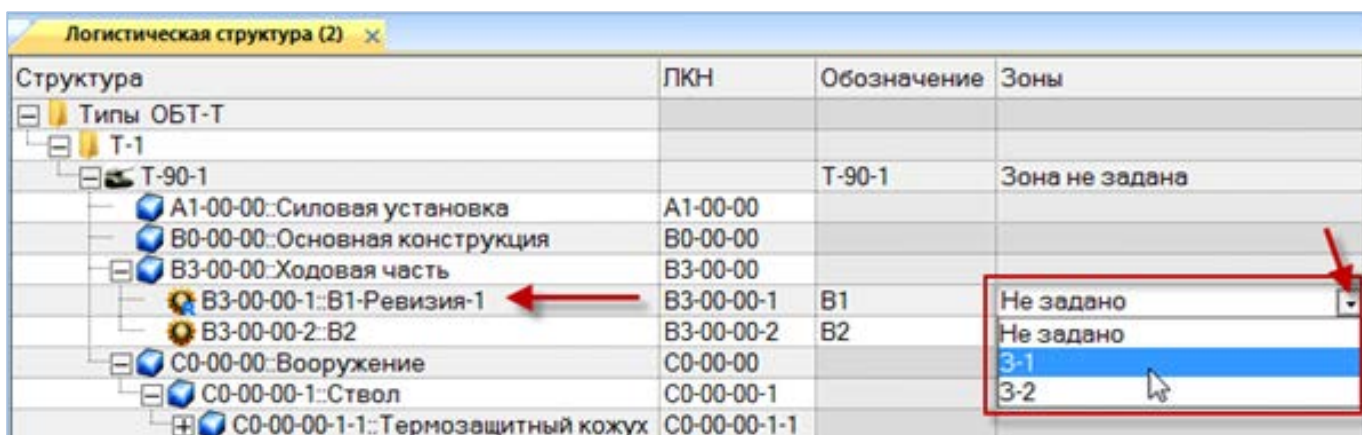 Логистическая структура (2)
Структура ЛКН Обозначение Зоны
Типы ОБТ-Т
Т-1
Т-90-1 Т-90-1 Зона не задана
А1-00-00::Силовая установка А1-00-00
В0-00-00::Основная конструкция В0-00-00
В3-00-00::Ходовая часть В3-00-00
В3-00-00-1::В1-Ревизия-1 В3-00-00-1 В1 Не задано
В3-00-00-2::В2 В3-00-00-2 В2 Не задано
С0-00-00::Вооружение С0-00-00 З-1
С0-00-00-1::Ствол С0-00-00-1 З-2
С0-00-00-1-1::Термозащитный кожух С0-00-00-1-1